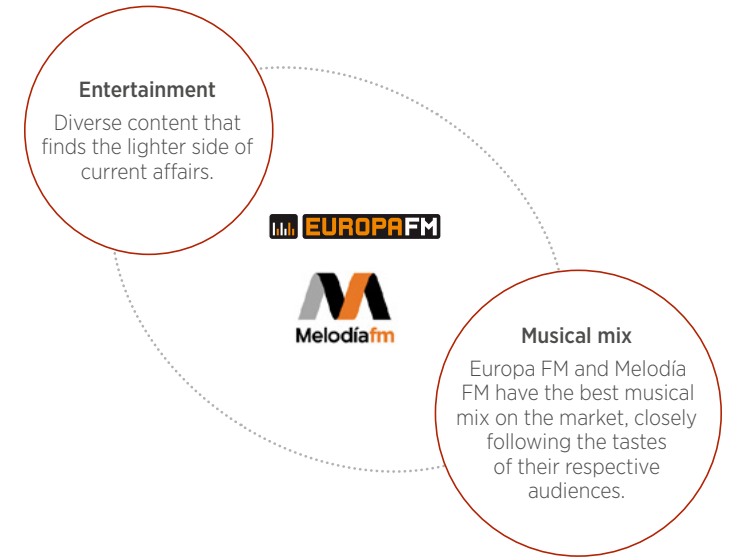 Entertainment
Diverse content that
finds the lighter side of
current affairs.
EUROPAFM
Melodíafm
Musical mix
Europa FM and Melodía
FM have the best musical
mix on the market, closely
following the tastes
of their respective
audiences.